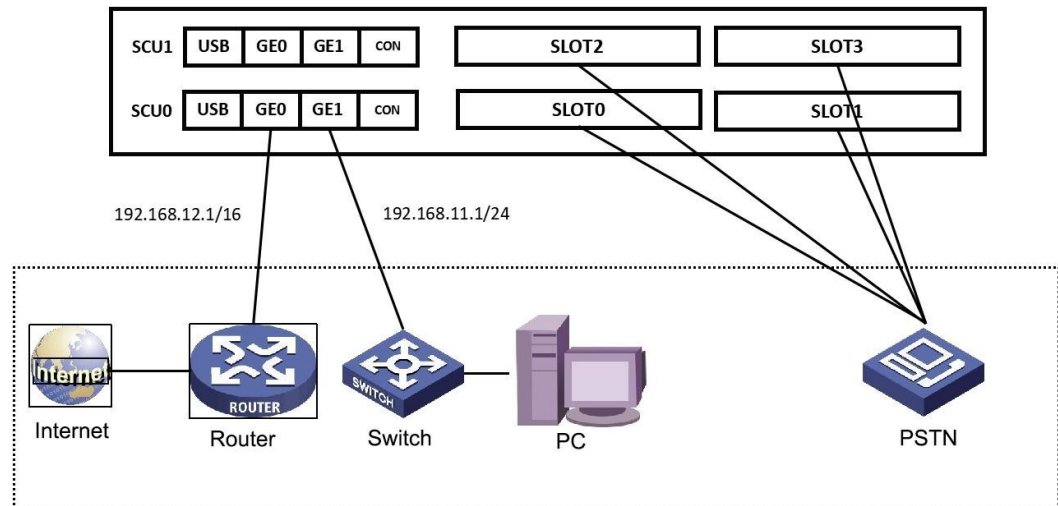 SCU1 USB GE0 GE1 CON SLOT2 SLOT3
SCU0 USB GE0 GE1 CON SLOT0 SLOT1
192.168.12.1/16 192.168.11.1/24
Internet
ROUTER
SWITCH
Internet Router Switch PC PSTN